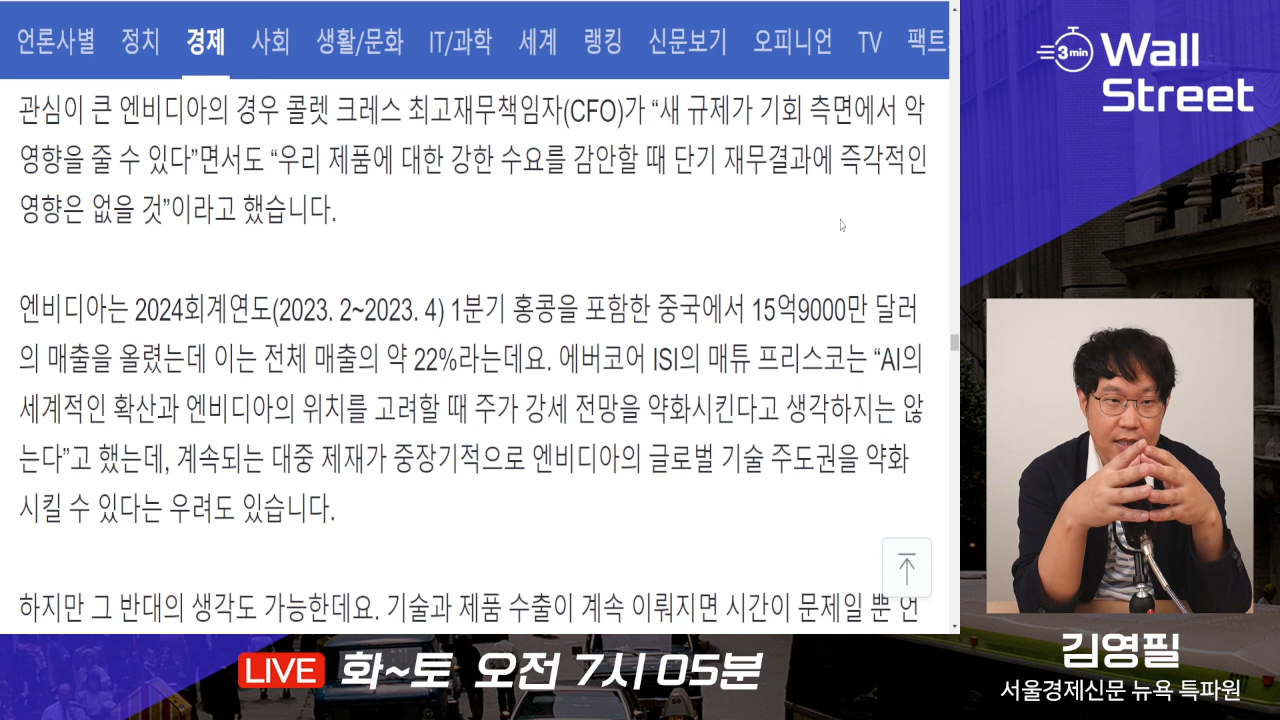 언론사별 정치 경제 사회 생활/문화 IT/과학 세계 랭킹 신문보기 오피니언 TV 팩트
관심이 큰 엔비디아의 경우 콜렛 크레스 최고재무책임자(CFO)가 “새 규제가 기회 측면에서 악
영향을 줄 수 있다”면서도 “우리 제품에 대한 강한 수요를 감안할 때 단기 재무결과에 즉각적인
영향은 없을 것”이라고 했습니다.
엔비디아는 2024회계연도(2023. 2~2023. 4) 1분기 홍콩을 포함한 중국에서 15억9000만 달러
의 매출을 올렸는데 이는 전체 매출의 약 22%라는데요. 에버코어 ISI의 매튜 프리스코는 “AI의
세계적인 확산과 엔비디아의 위치를 고려할 때 주가 강세 전망을 약화시킨다고 생각하지는 않
는다”고 했는데, 계속되는 대중 제재가 중장기적으로 엔비디아의 글로벌 기술 주도권을 약화
시킬 수 있다는 우려도 있습니다.
하지만 그 반대의 생각도 가능한데요. 기술과 제품 수출이 계속 이뤄지면 시간이 문제일 뿐 언
3min Wall
Street
김영필
서울경제신문 뉴욕 특파원
LIVE 화~토 오전 7시 05분